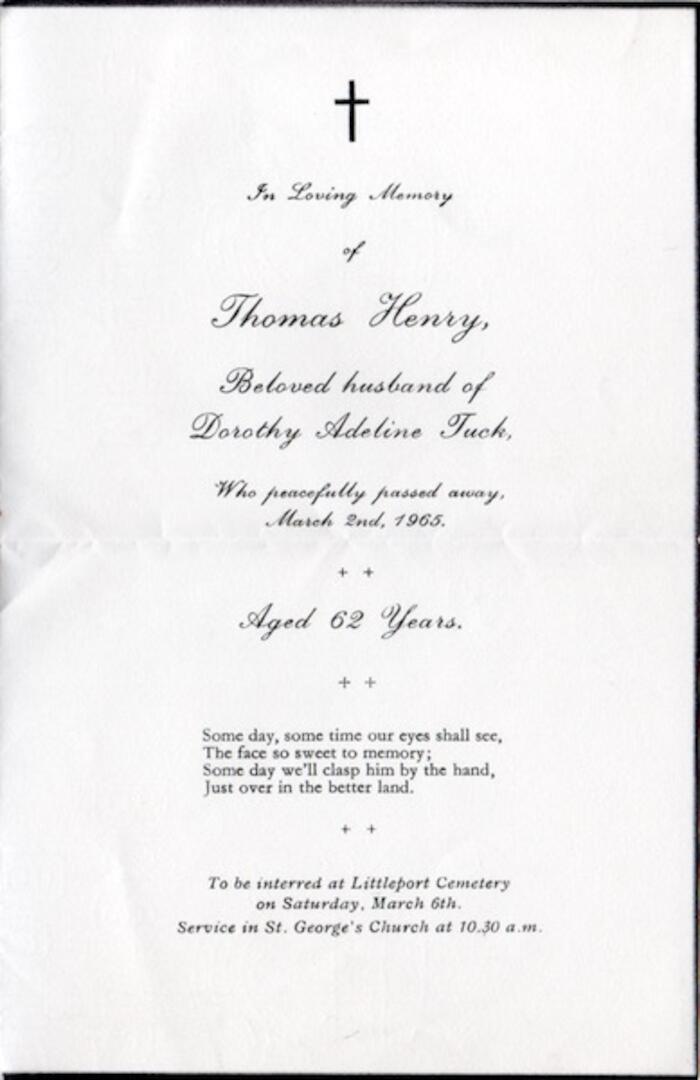 In Loving Memory
of
Thomas Henry,
Beloved husband of
Dorothy Adeline Tuck,
Who peacefully passed away,
March 2nd, 1965.
+ +
Aged 62 Years.
+ +
Some day, some time our eyes shall see,
The face so sweet to memory;
Some day we'll clasp him by the hand,
Just over in the better land.
+ +
To be interred at Littleport Cemetery
on Saturday, March 6th.
Service in St. George's Church at 10.30 a.m.